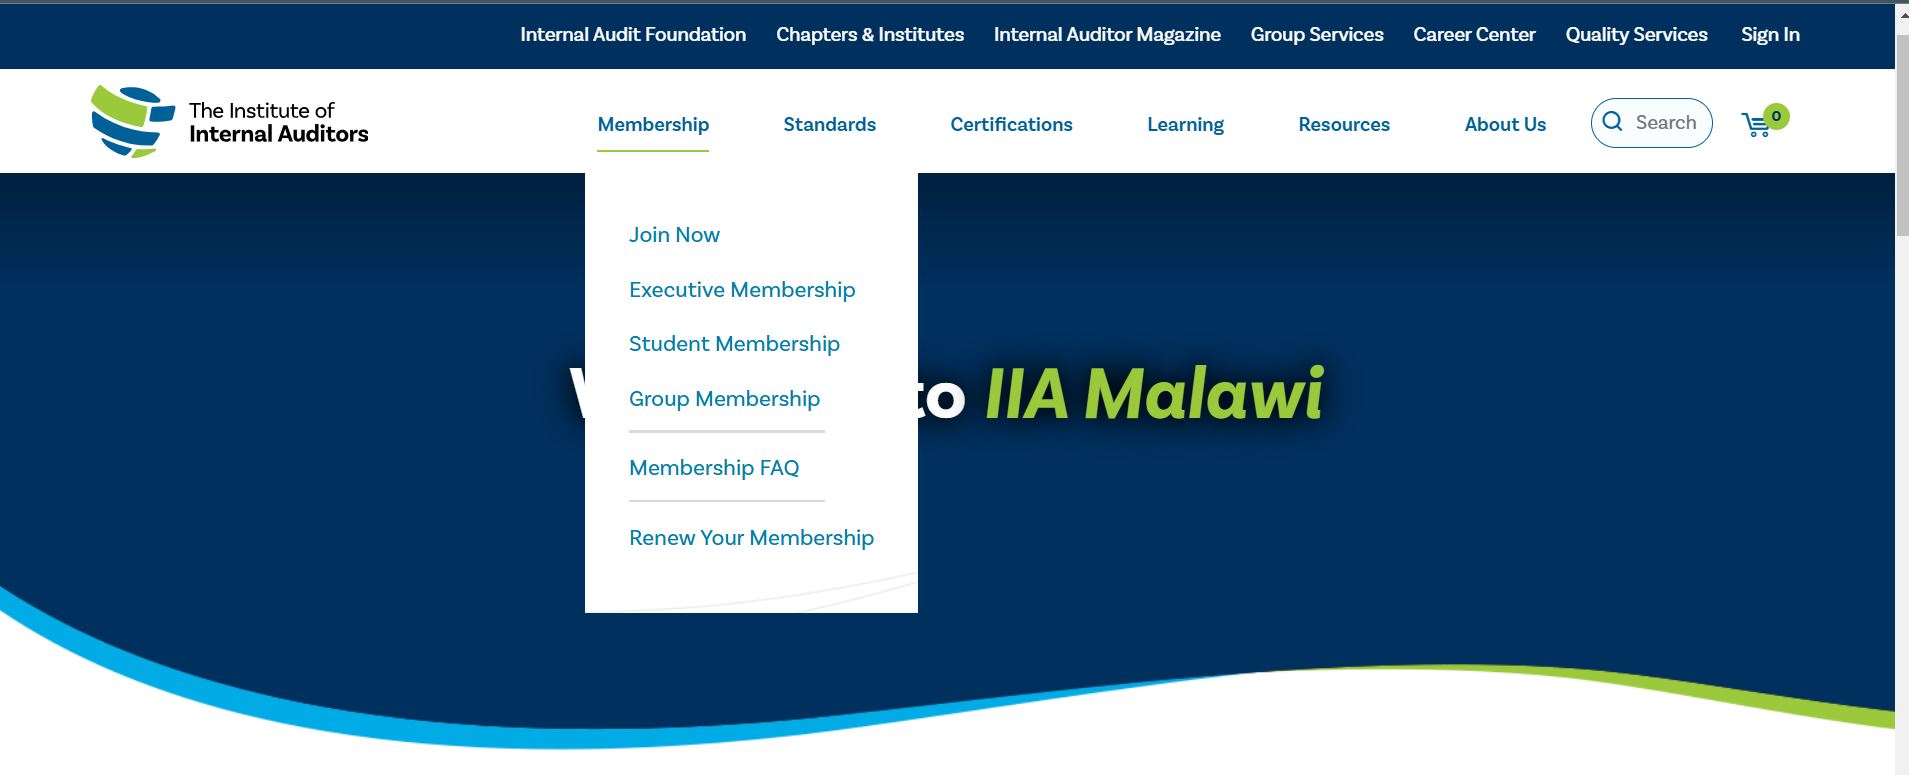 Internal Audit Foundation Chapters & Institutes Internal Auditor Magazine Group Services Career Center Quality Services Sign In
The Institute of
Internal Auditors
Membership Standards Certifications Learning Resources About Us Search 0
Join Now
Executive Membership
Student Membership
Group Membership
Membership FAQ
Renew Your Membership
to IIA Malawi